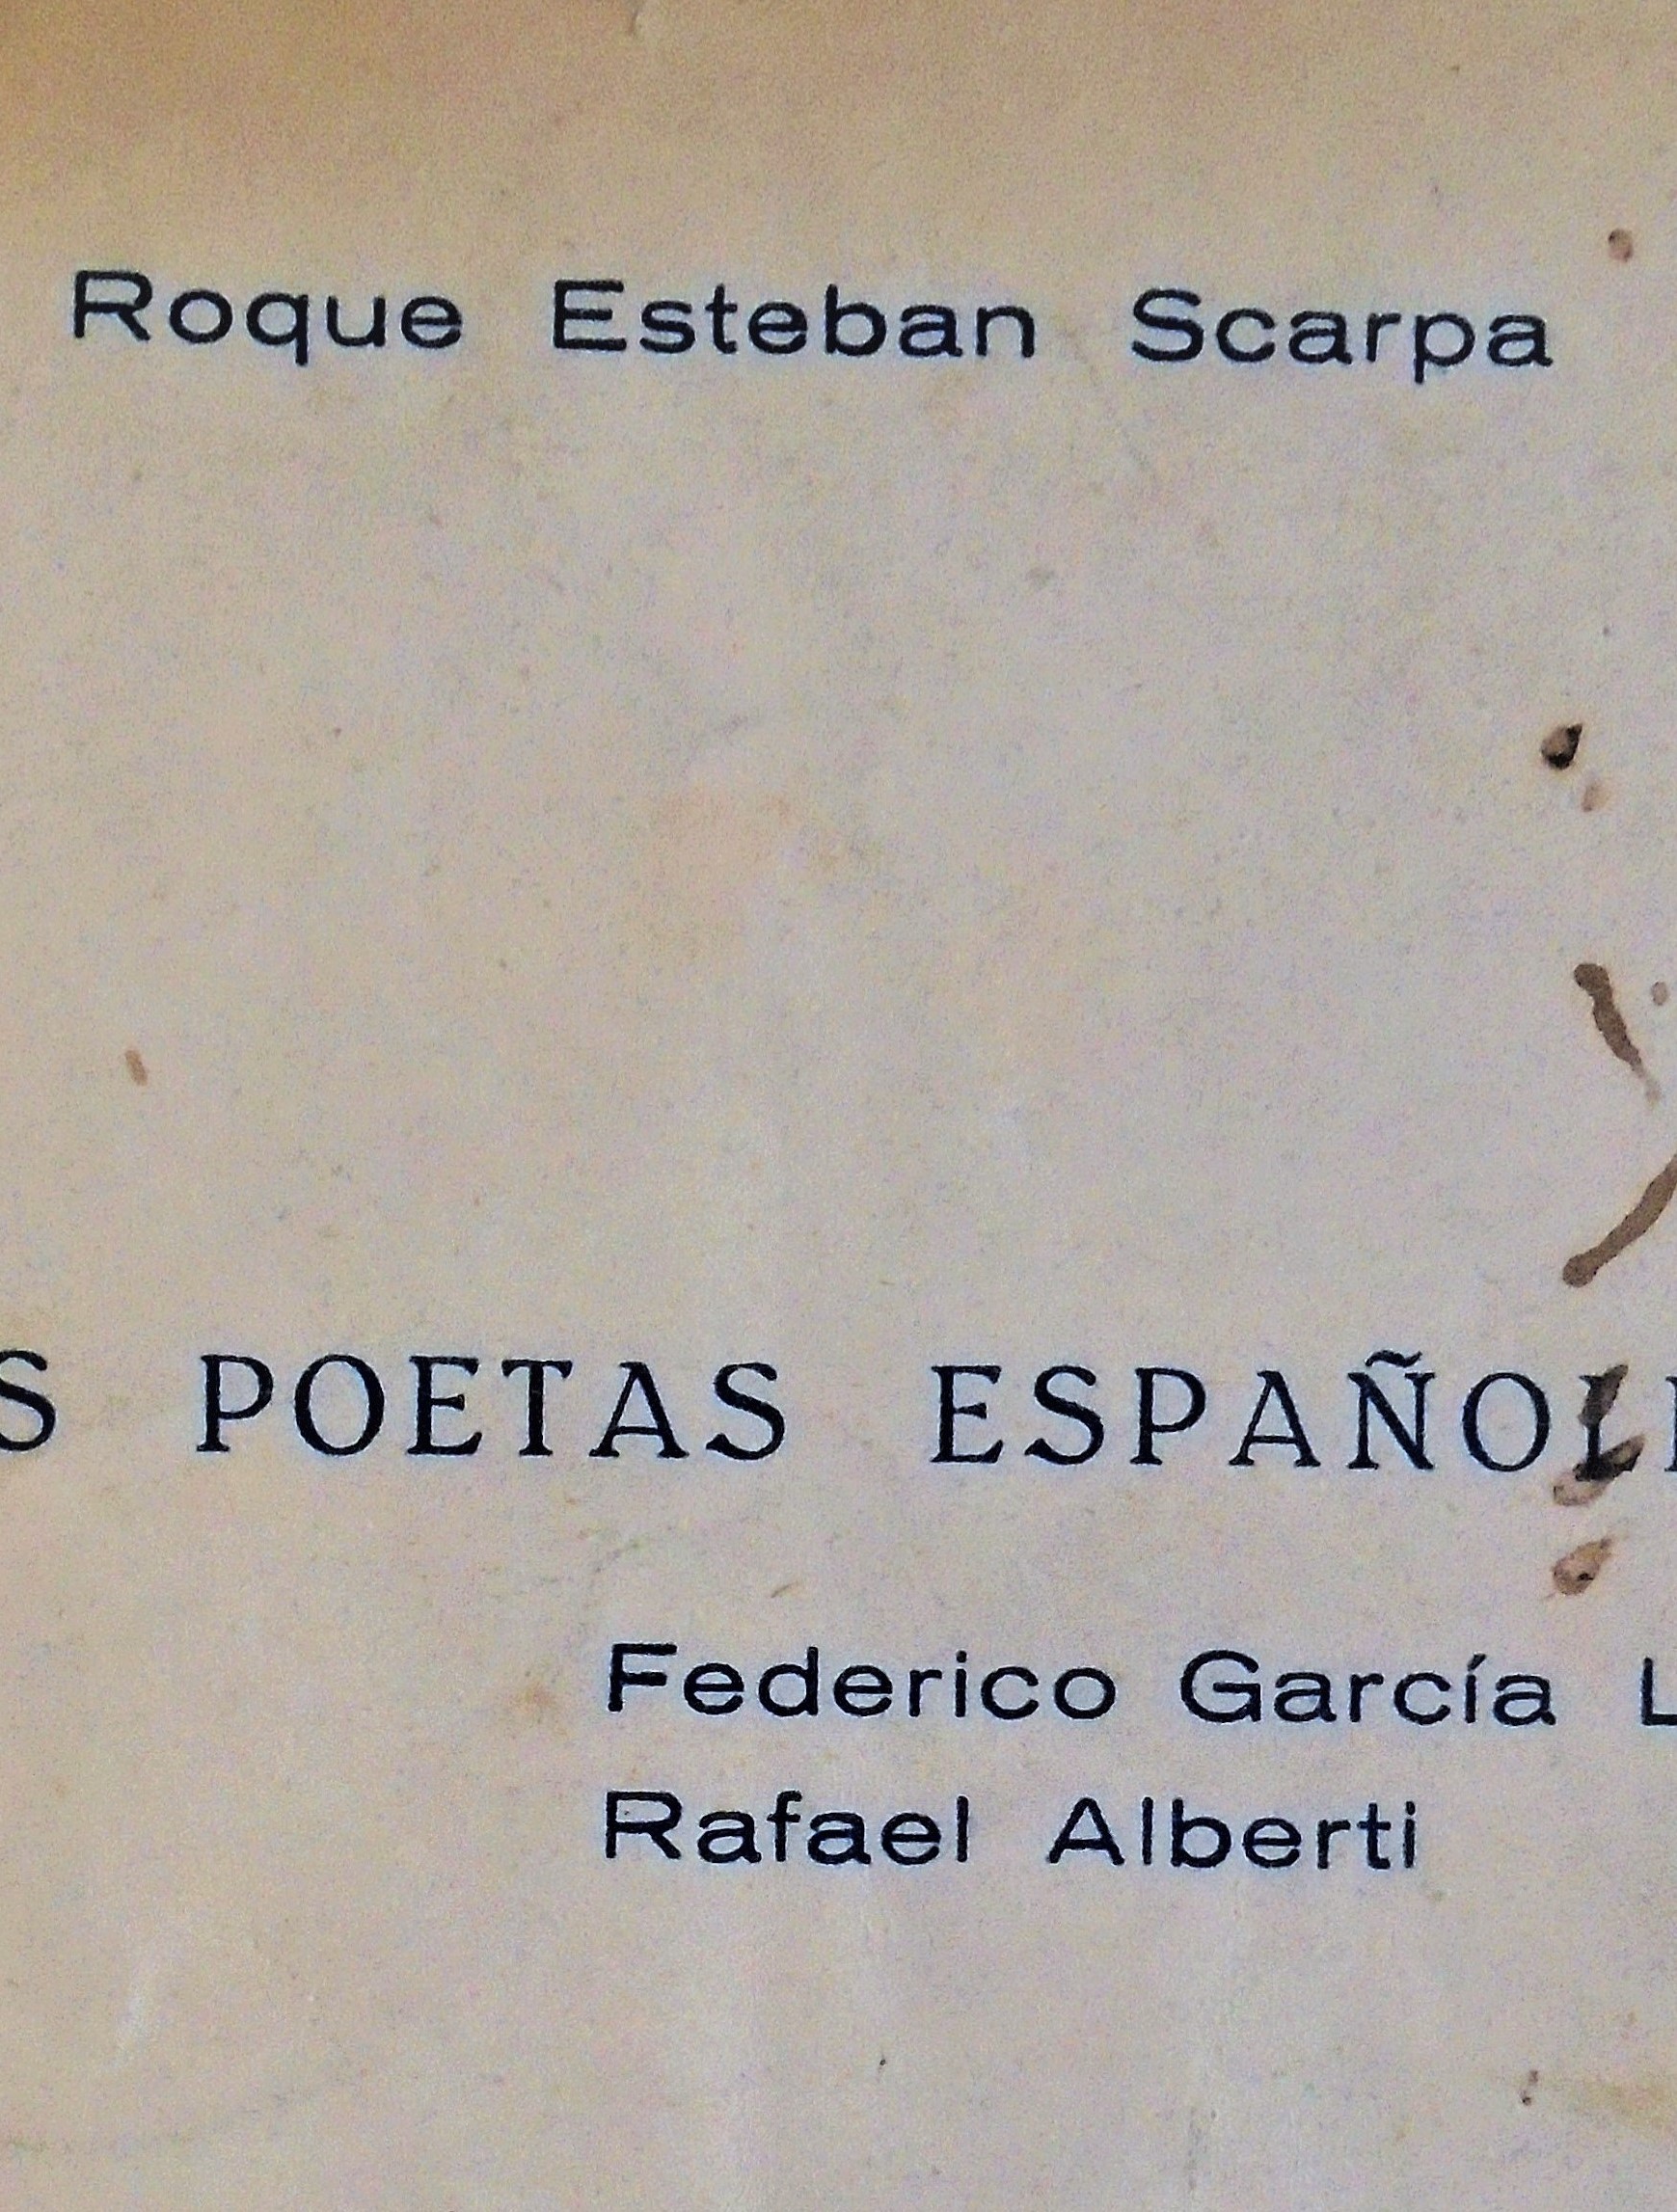 Roque Esteban Scarpa
S POETAS ESPAÑOL
Federico García L
Rafael Alberti